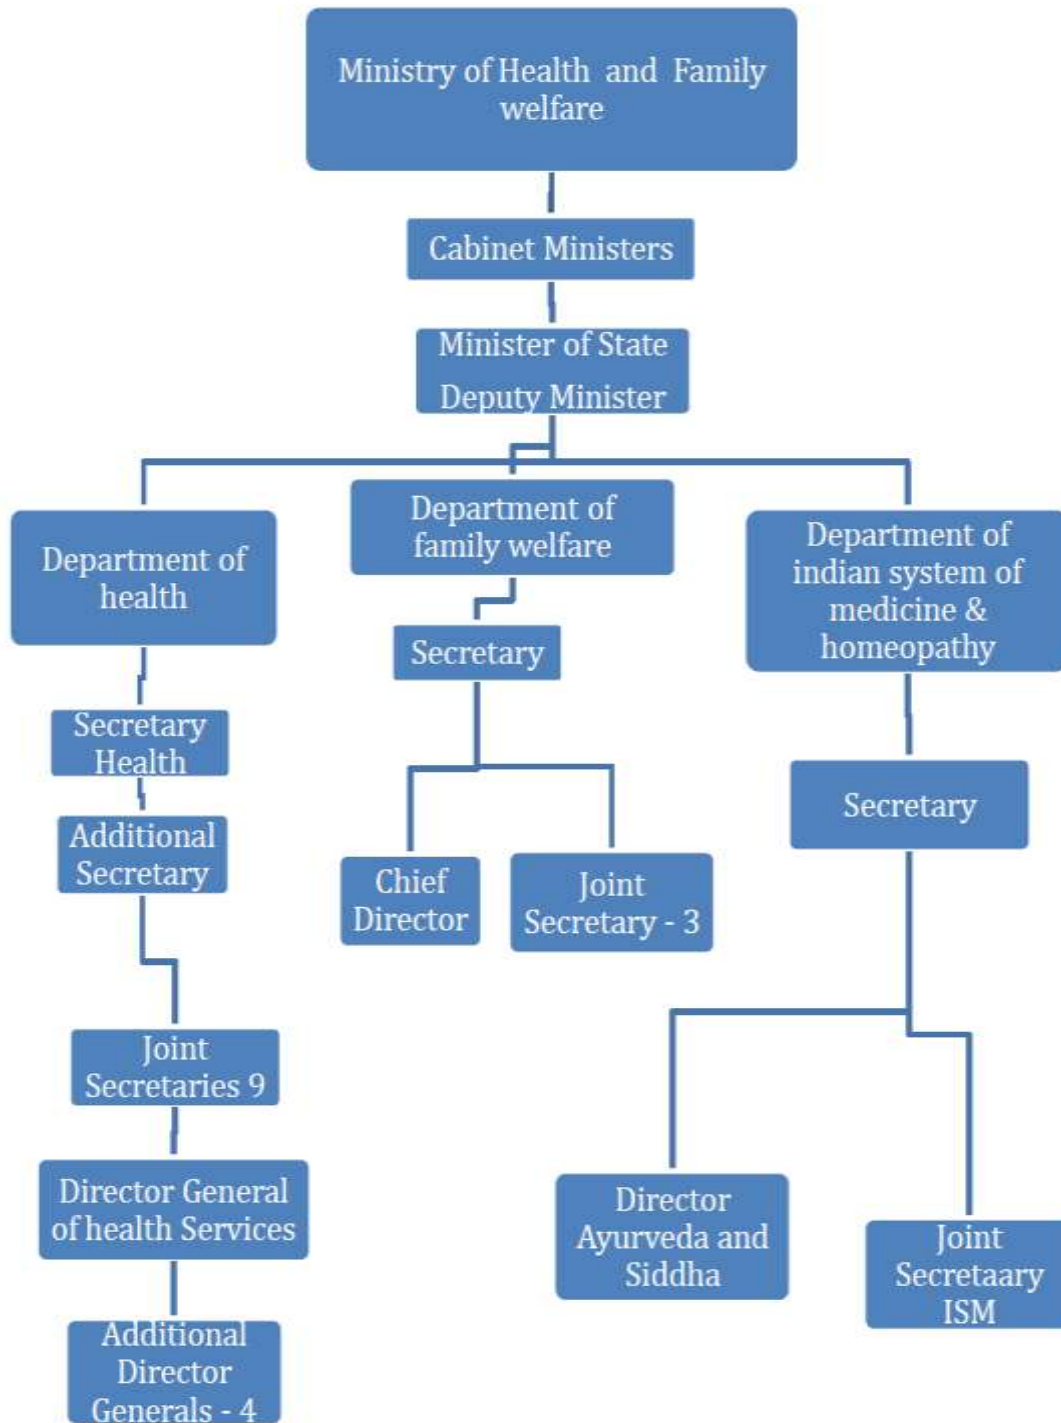 Ministry of Health and Family
welfare
Cabinet Ministers
Minister of State
Deputy Minister
Department of
health
Secretary
Health
Additional
Secretary
Joint
Secretaries 9
Director General
of health Services
Additional
Director
Generals - 4
Department of
family welfare
Secretary
Chief
Director
Joint
Secretary - 3
Department of
indian system of
medicine &
homeopathy
Secretary
Director
Ayurveda and
Siddha
Joint
Secretaary
ISM